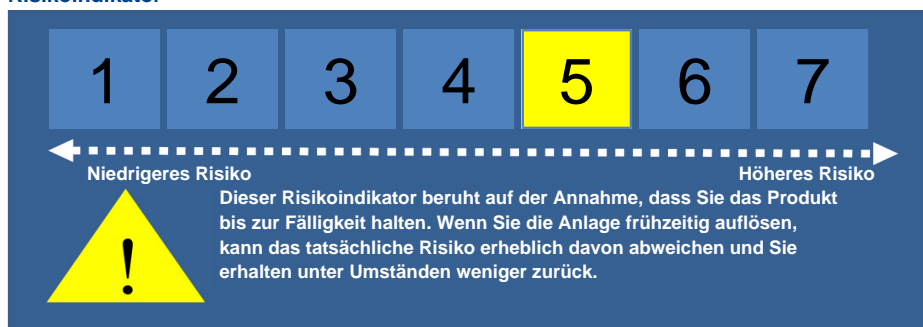 Risikoindikator
1 2 3 4 5 6 7
Niedrigeres Risiko Höheres Risiko
Dieser Risikoindikator beruht auf der Annahme, dass Sie das Produkt
bis zur Fälligkeit halten. Wenn Sie die Anlage frühzeitig auflösen,
kann das tatsächliche Risiko erheblich davon abweichen und Sie
erhalten unter Umständen weniger zurück.
!